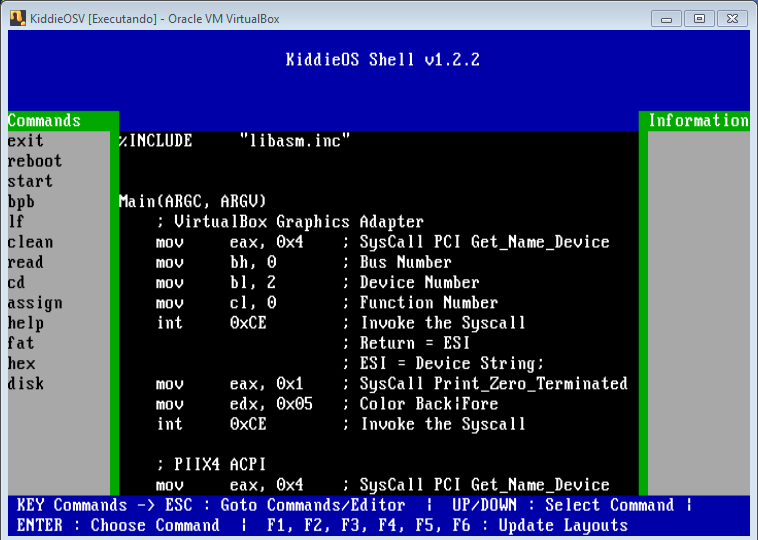 KiddieOSV [Executando] - Oracle VM VirtualBox
KiddieOS Shell v1.2.2
Commands
exit
reboot
start
bpb
lf
clean
read
cd
assign
help
fat
hex
disk
%INCLUDE "libasm.inc"
Main(ARGC, ARGV)
; VirtualBox Graphics Adapter
mov eax, 0x4 ; SysCall PCI Get_Name_Device
mov bh, 0 ; Bus Number
mov bl, 2 ; Device Number
mov cl, 0 ; Function Number
int 0xCE ; Invoke the Syscall
; Return = ESI
; ESI = Device String;
mov eax, 0x1 ; SysCall Print_Zero_Terminated
mov edx, 0x05 ; Color Back|Fore
int 0xCE ; Invoke the Syscall
; PIIX4 ACPI
mov eax, 0x4 ; SysCall PCI Get_Name_Device
Information
KEY Commands -> ESC : Goto Commands/Editor | UP/DOWN : Select Command |
ENTER : Choose Command | F1, F2, F3, F4, F5, F6 : Update Layouts